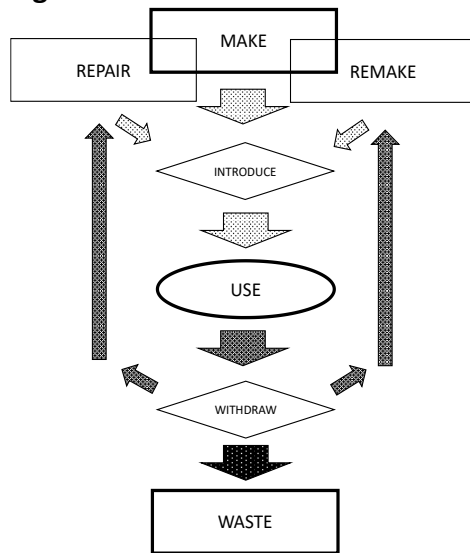 MAKE
REPAIR
REMAKE
INTRODUCE
USE
WITHDRAW
WASTE